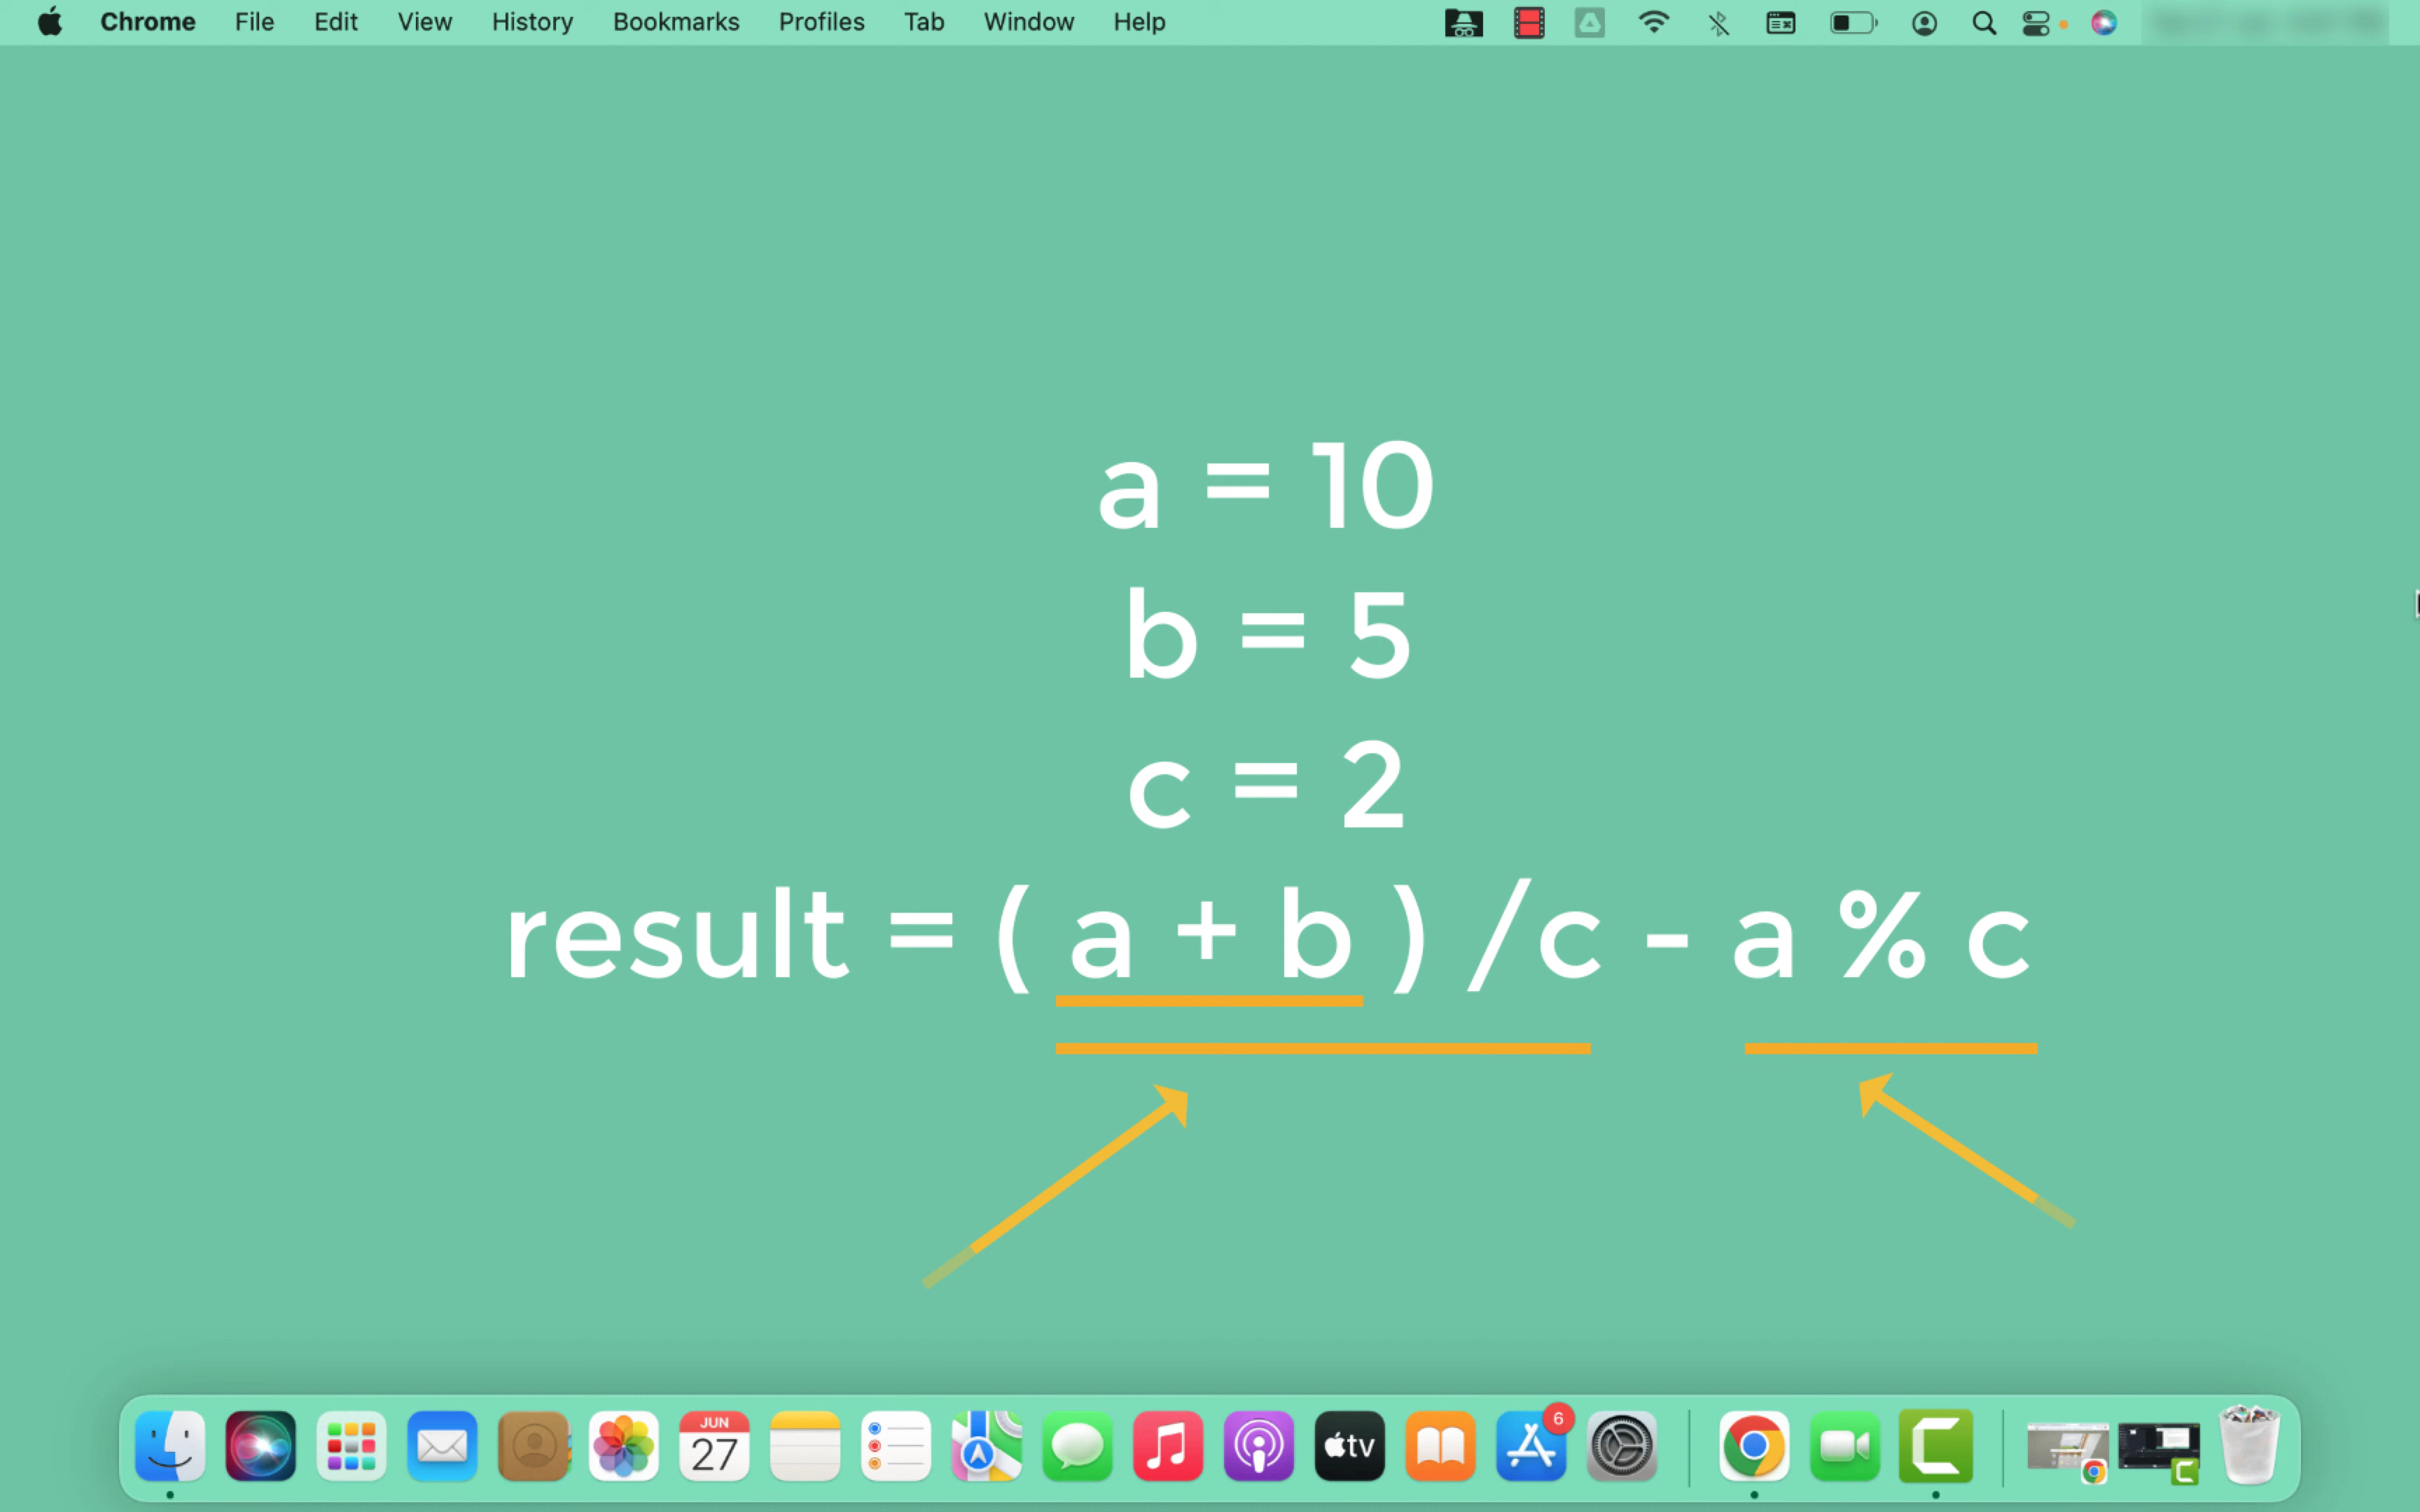 Chrome File Edit View History Bookmarks Profiles Tab Window Help
a = 10
b = 5
c = 2
result = ( a + b ) /c - a % c
JUN
27
tv
6